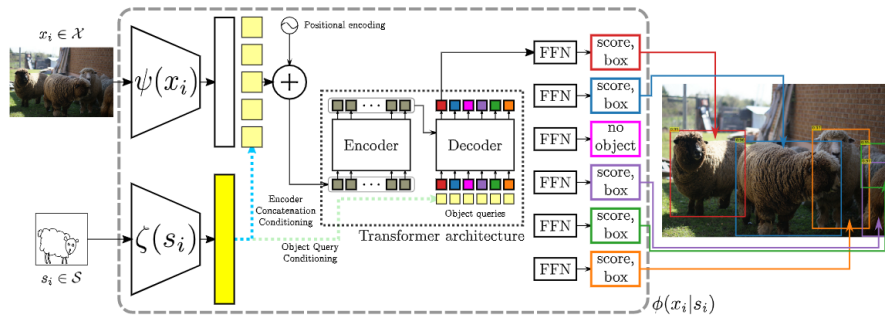 x_i ∈ 𝒳
ψ(x_i)
Positional encoding
+
Encoder
Decoder
Object queries
Transformer architecture
Encoder
Concatenation
Conditioning
Object Query
Conditioning
s_i ∈ 𝒮
ζ(s_i)
FFN
score,
box
FFN
score,
box
FFN
no
object
FFN
score,
box
FFN
score,
box
FFN
score,
box
ϕ(x_i|s_i)